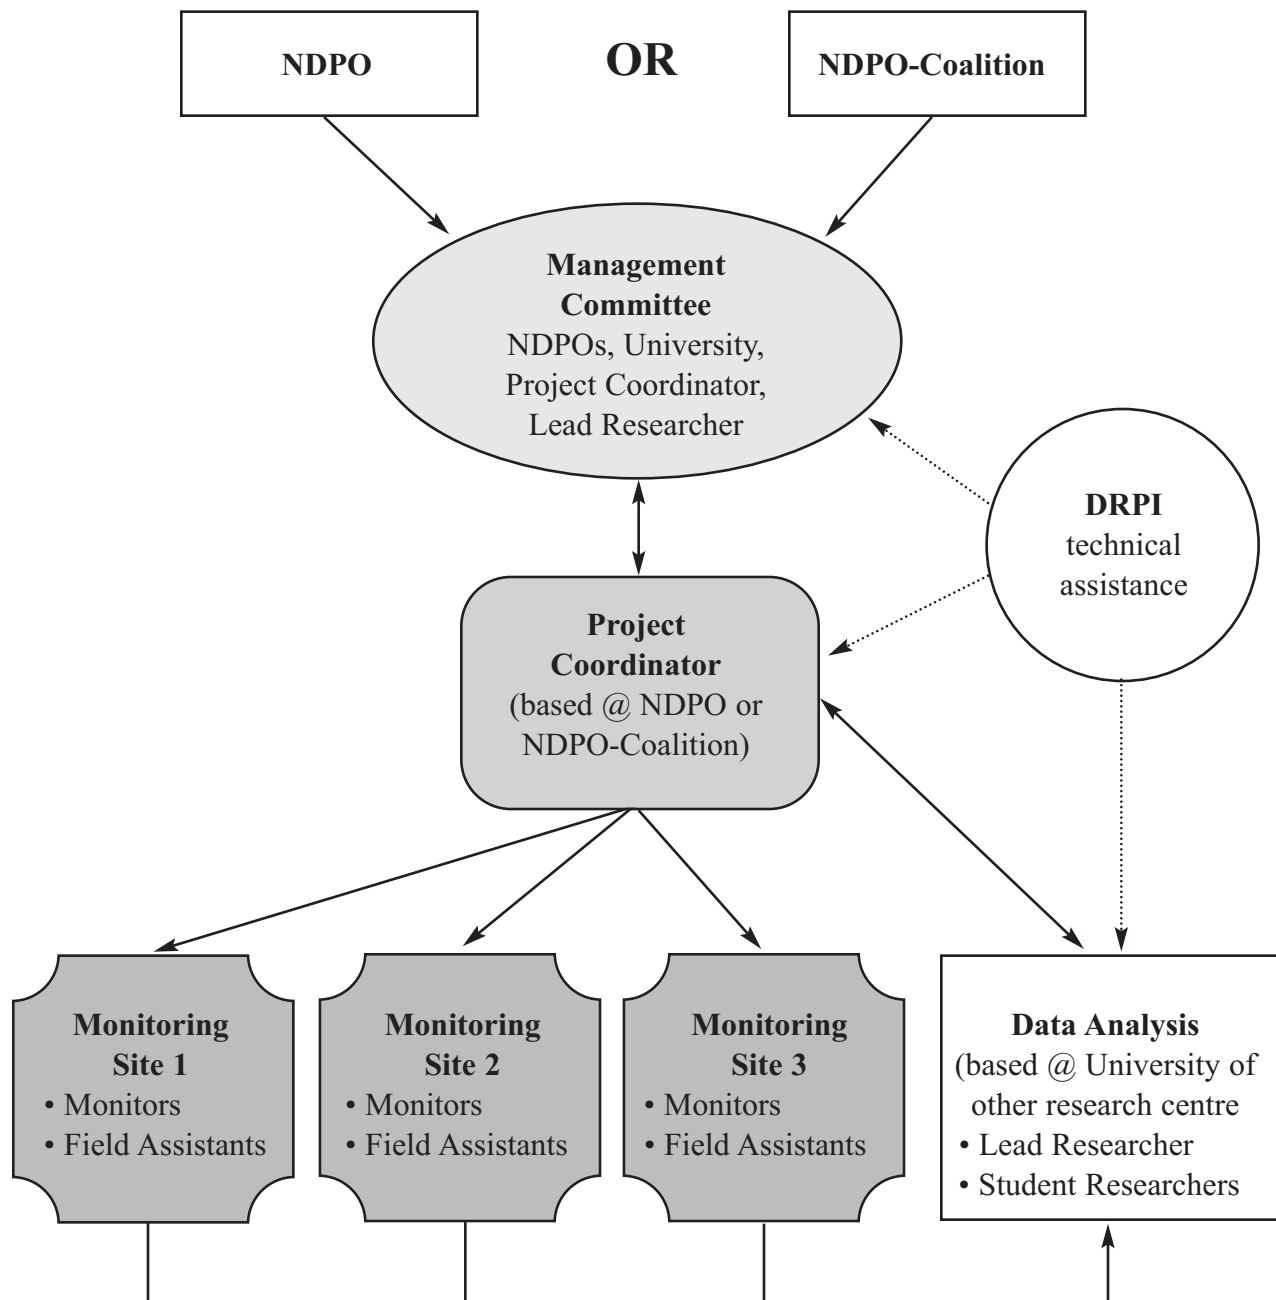 NDPO
OR
NDPO-Coalition
Management
Committee
NDPOs, University,
Project Coordinator,
Lead Researcher
DRPI
technical
assistance
Project
Coordinator
(based @ NDPO or
NDPO-Coalition)
Monitoring
Site 1
• Monitors
• Field Assistants
Monitoring
Site 2
• Monitors
• Field Assistants
Monitoring
Site 3
• Monitors
• Field Assistants
Data Analysis
(based @ University of
other research centre
• Lead Researcher
• Student Researchers